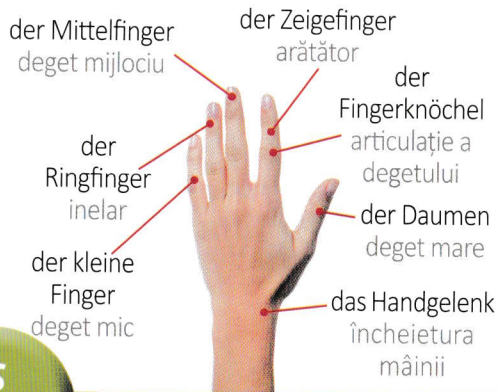 der Mittelfinger
deget mijlociu
der Zeigefinger
arătător
der
Fingerknöchel
articulație a
degetului
der
Ringfinger
inelar
der Daumen
deget mare
der kleine
Finger
deget mic
das Handgelenk
încheietura
mâinii
s